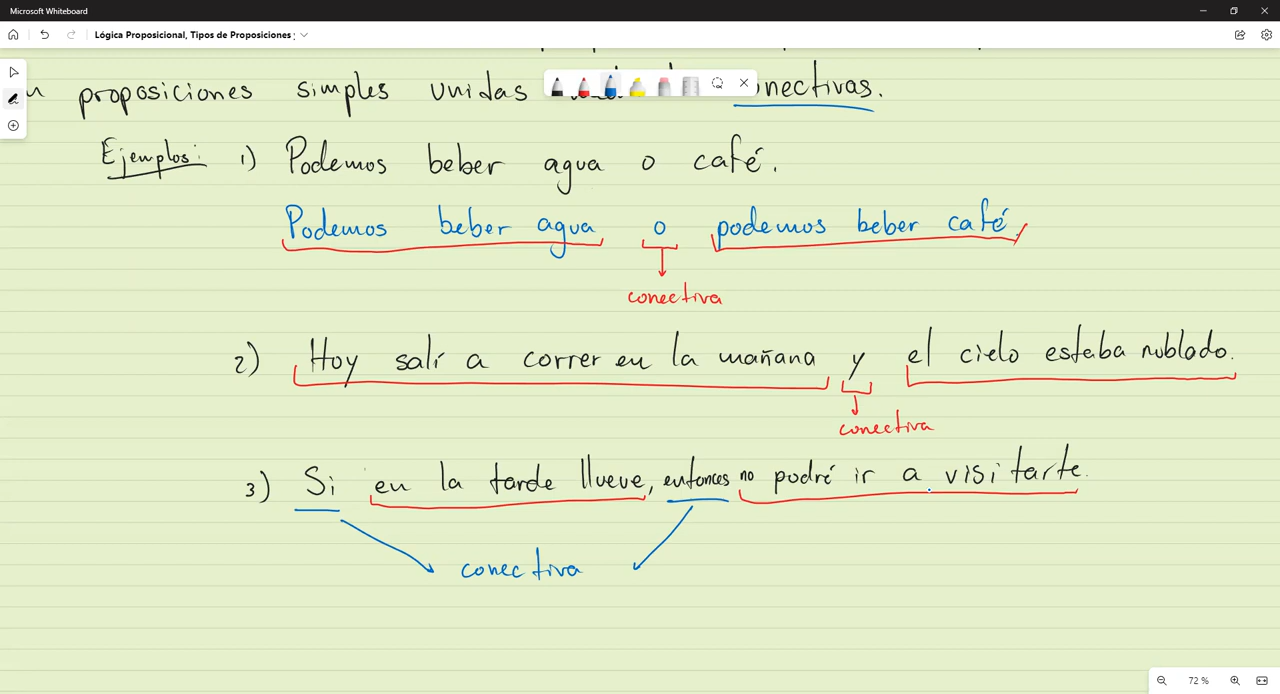 Microsoft Whiteboard
Lógica Proposicional, Tipos de Proposiciones
proposiciones simples unidas
Ejemplos: 1) Podemos beber agua o café.
Podemos beber agua o podemos beber café.
conectiva
2) Hoy salí a correr en la mañana y el cielo estaba nublado.
conectiva
3) Si en la tarde llueve, entonces no podré ir a visitarte.
conectiva
72 %